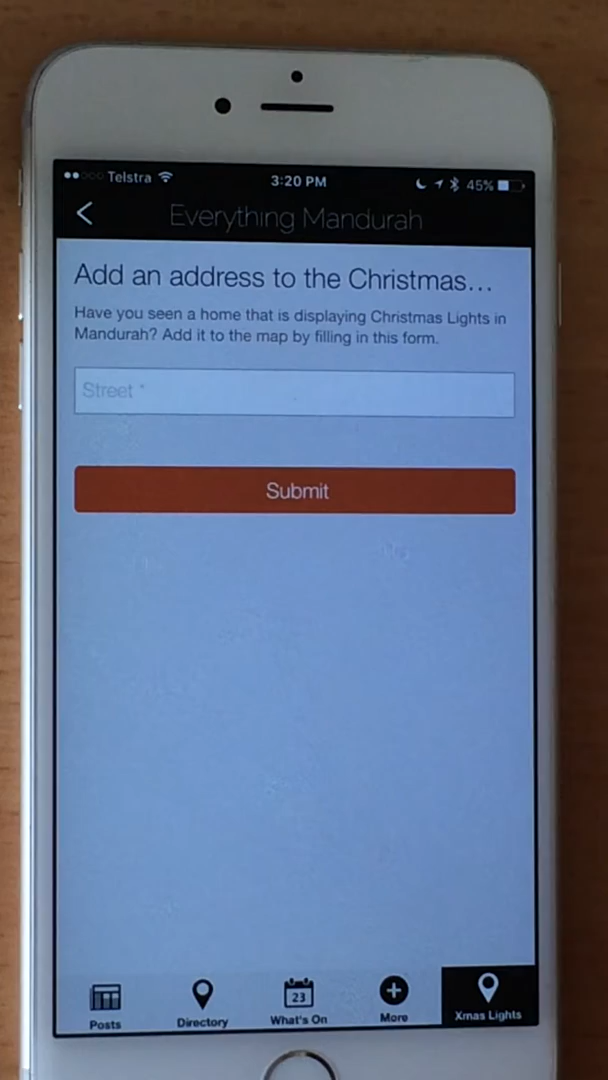 Telstra 3:20 PM 45%
Everything Mandurah
Add an address to the Christmas...
Have you seen a home that is displaying Christmas Lights in
Mandurah? Add it to the map by filling in this form.
Street *
Submit
23
Posts Directory What's On More Xmas Lights